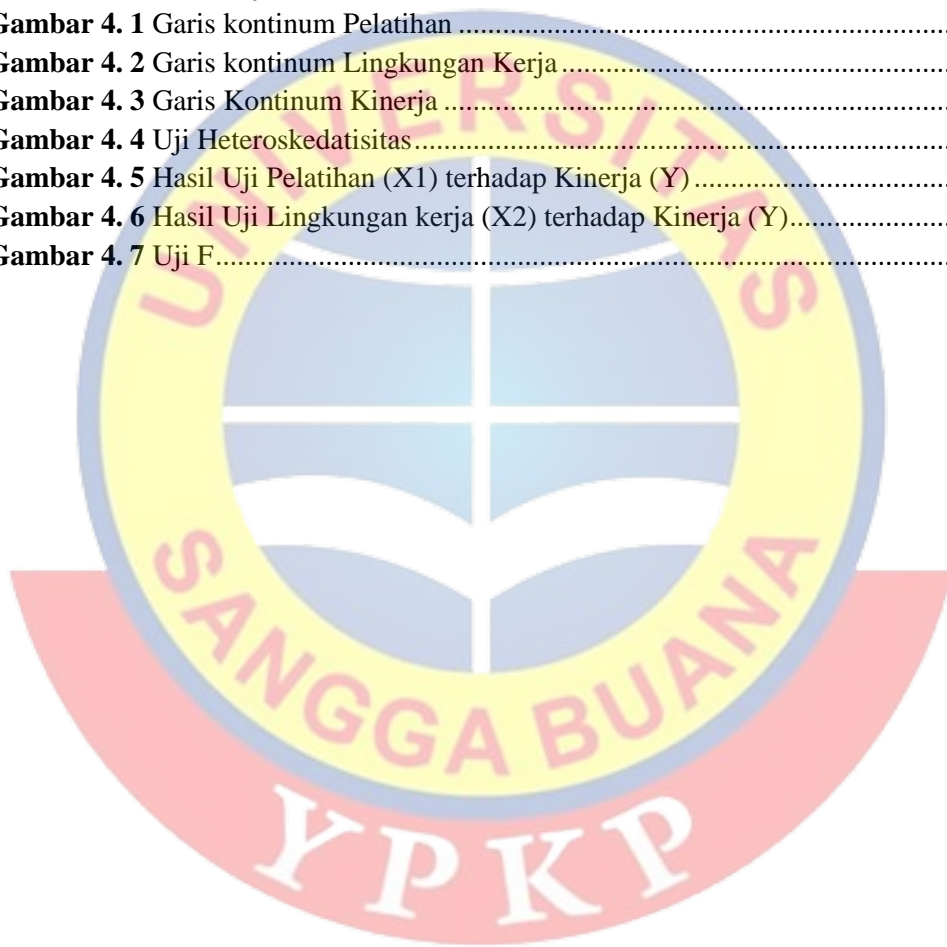 Gambar 4. 1 Garis kontinum Pelatihan ................................................................
Gambar 4. 2 Garis kontinum Lingkungan Kerja ................................................................
Gambar 4. 3 Garis Kontinum Kinerja ................................................................
Gambar 4. 4 Uji Heteroskedatisitas ................................................................
Gambar 4. 5 Hasil Uji Pelatihan (X1) terhadap Kinerja (Y) ................................................................
Gambar 4. 6 Hasil Uji Lingkungan kerja (X2) terhadap Kinerja (Y) ................................................................
Gambar 4. 7 Uji F ................................................................
UNIVERSITAS
SANGGA BUANA
YPKP